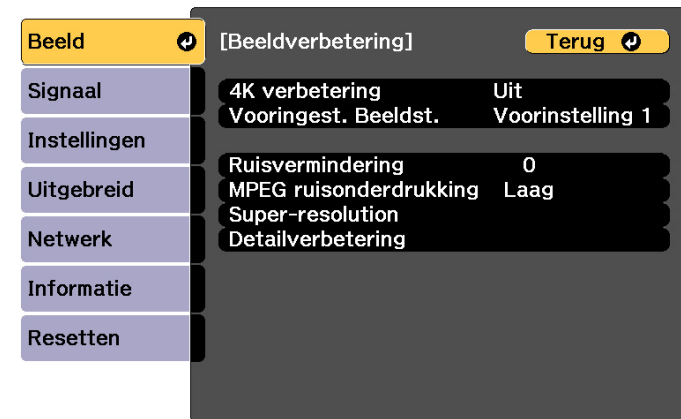 Beeld
Signaal
Instellingen
Uitgebreid
Netwerk
Informatie
Resetten
[Beeldverbetering] Terug
4K verbetering Uit
Vooringest. Beeldst. Voorinstelling 1
Ruisvermindering 0
MPEG ruisonderdrukking Laag
Super-resolution
Detailverbetering